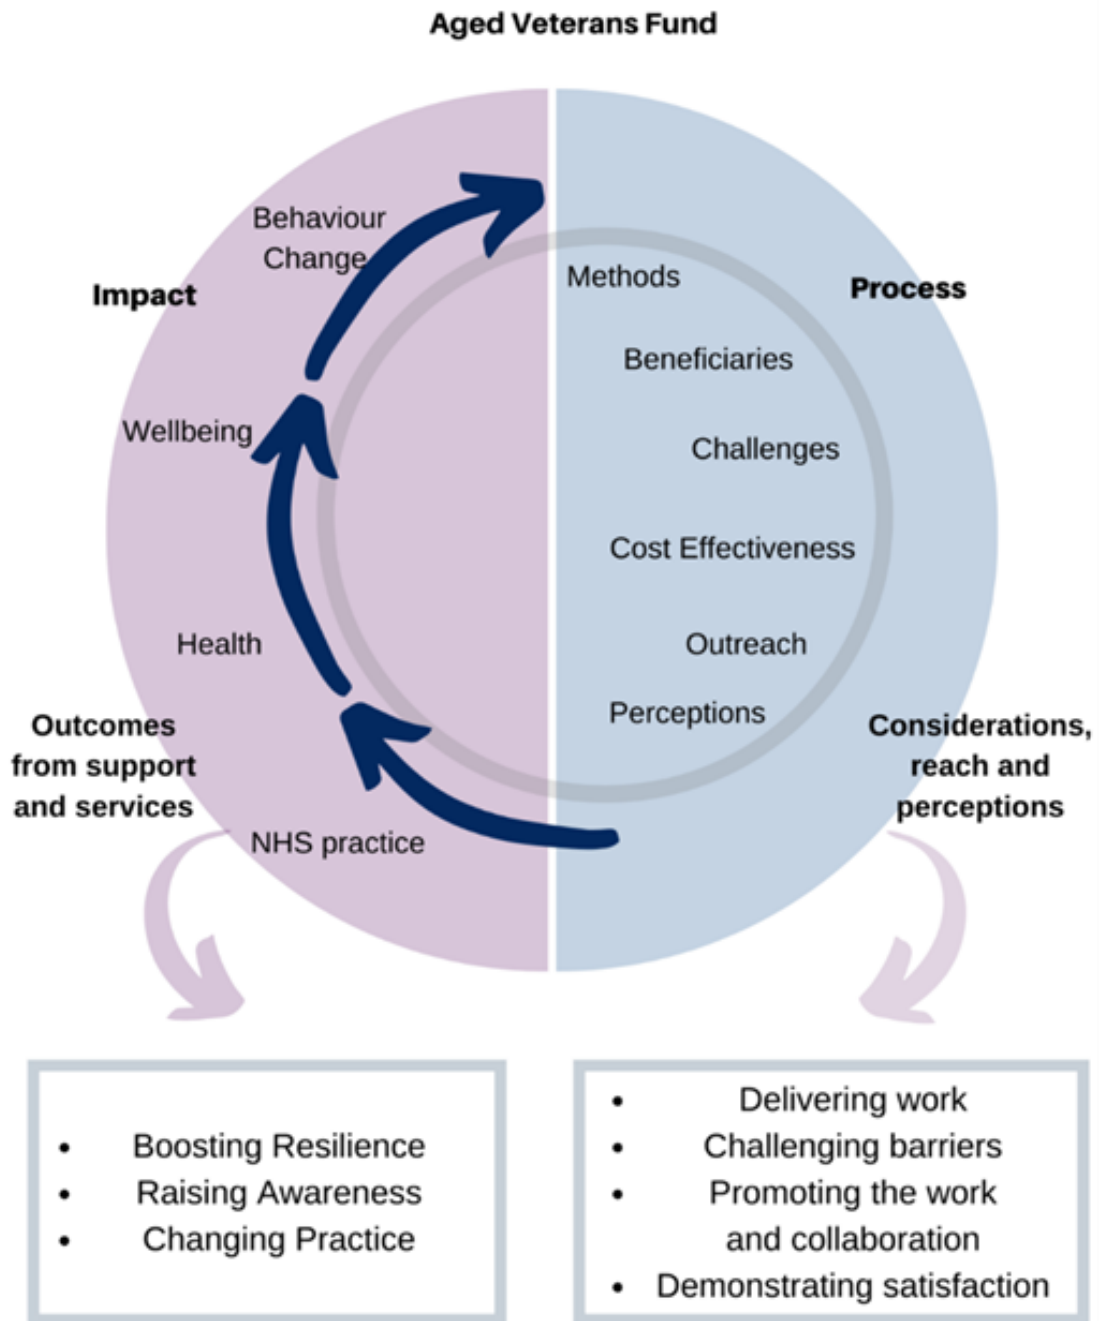 Aged Veterans Fund
Impact
Behaviour
Change
Wellbeing
Health
NHS practice
Outcomes
from support
and services
Process
Methods
Beneficiaries
Challenges
Cost Effectiveness
Outreach
Perceptions
Considerations,
reach and
perceptions
• Boosting Resilience
• Raising Awareness
• Changing Practice
• Delivering work
• Challenging barriers
• Promoting the work
and collaboration
• Demonstrating satisfaction